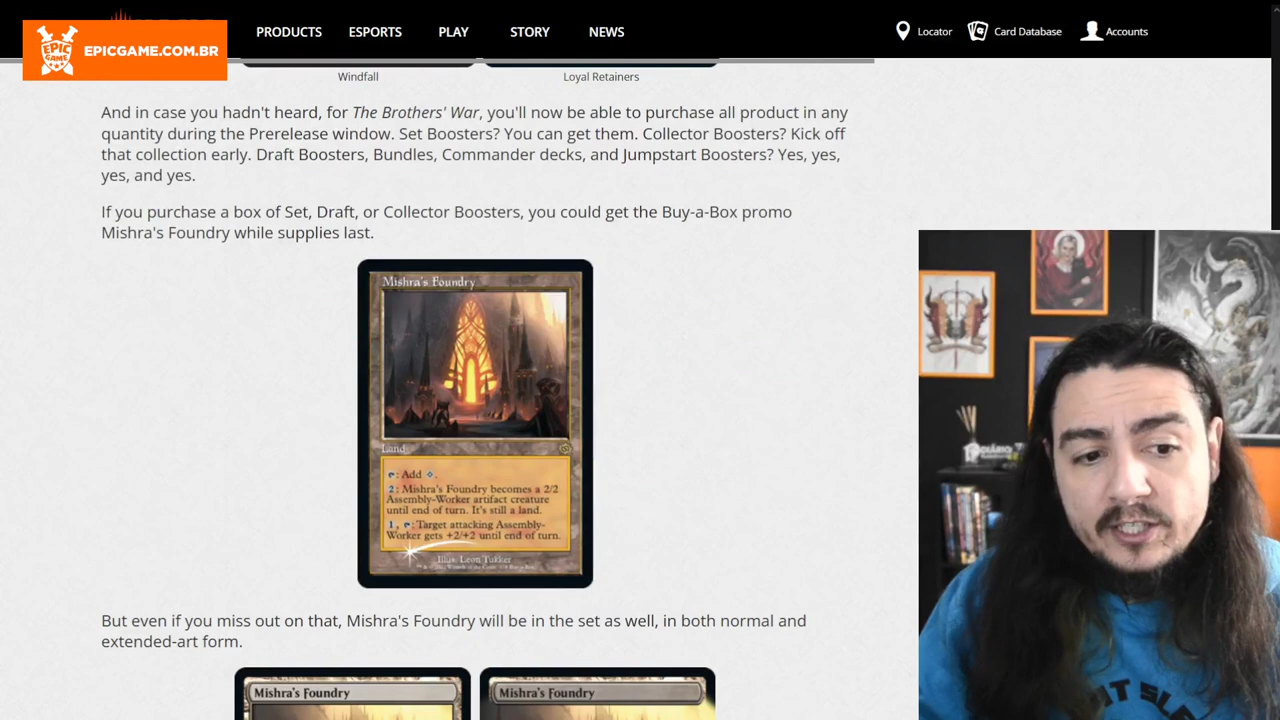 EPIC GAME
EPICGAME.COM.BR
PRODUCTS ESPORTS PLAY STORY NEWS
Locator Card Database Accounts
Windfall Loyal Retainers
And in case you hadn't heard, for The Brothers' War, you'll now be able to purchase all product in any
quantity during the Prerelease window. Set Boosters? You can get them. Collector Boosters? Kick off
that collection early. Draft Boosters, Bundles, Commander decks, and Jumpstart Boosters? Yes, yes,
yes, and yes.
If you purchase a box of Set, Draft, or Collector Boosters, you could get the Buy-a-Box promo
Mishra's Foundry while supplies last.
Mishra's Foundry
Land
: Add .
2: Mishra's Foundry becomes a 2/2
Assembly-Worker artifact creature
until end of turn. It's still a land.
1, : Target attacking Assembly-
Worker gets +2/+2 until end of turn.
Illus. Leon Tukker
But even if you miss out on that, Mishra's Foundry will be in the set as well, in both normal and
extended-art form.
Mishra's Foundry Mishra's Foundry